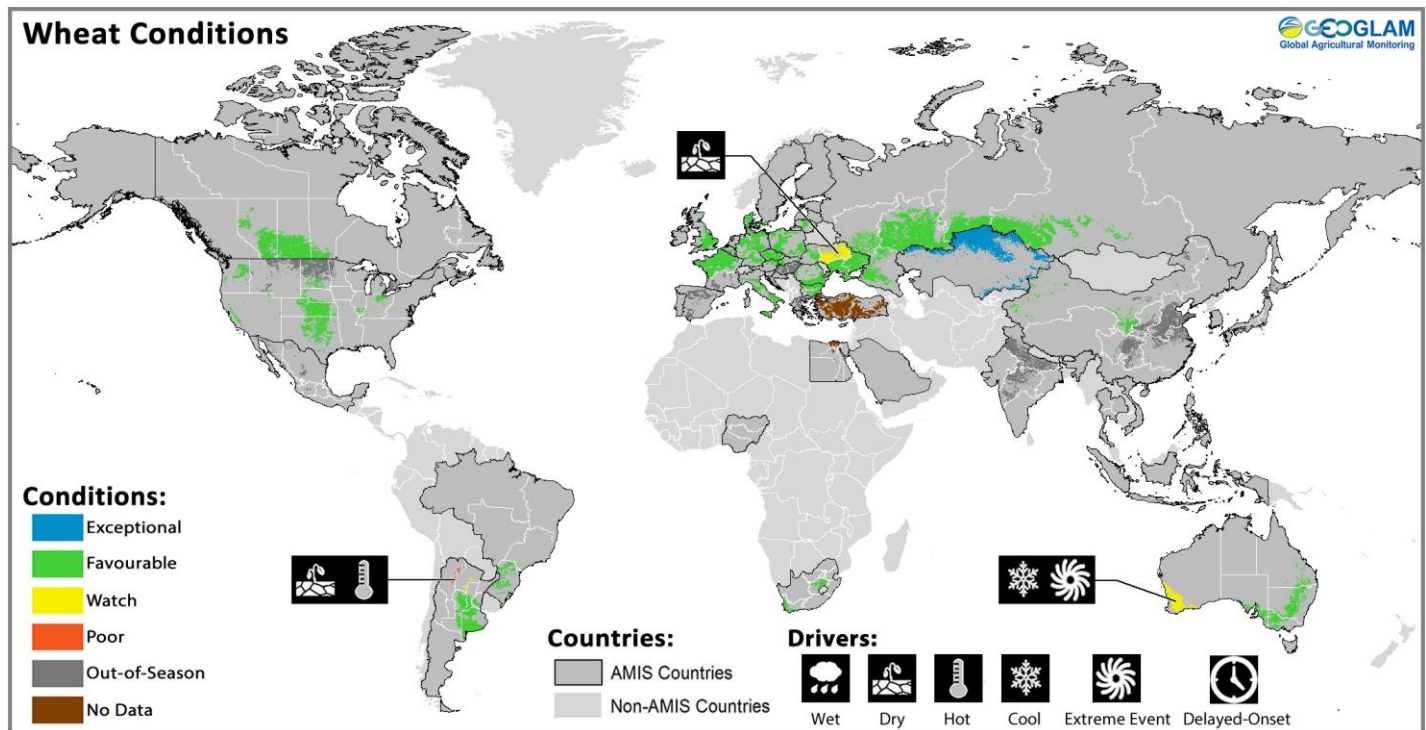 Wheat Conditions
GEOGLAM
Global Agricultural Monitoring
Conditions:
Exceptional
Favourable
Watch
Poor
Out-of-Season
No Data
Countries:
AMIS Countries
Non-AMIS Countries
Drivers:
Wet
Dry
Hot
Cool
Extreme Event
Delayed-Onset